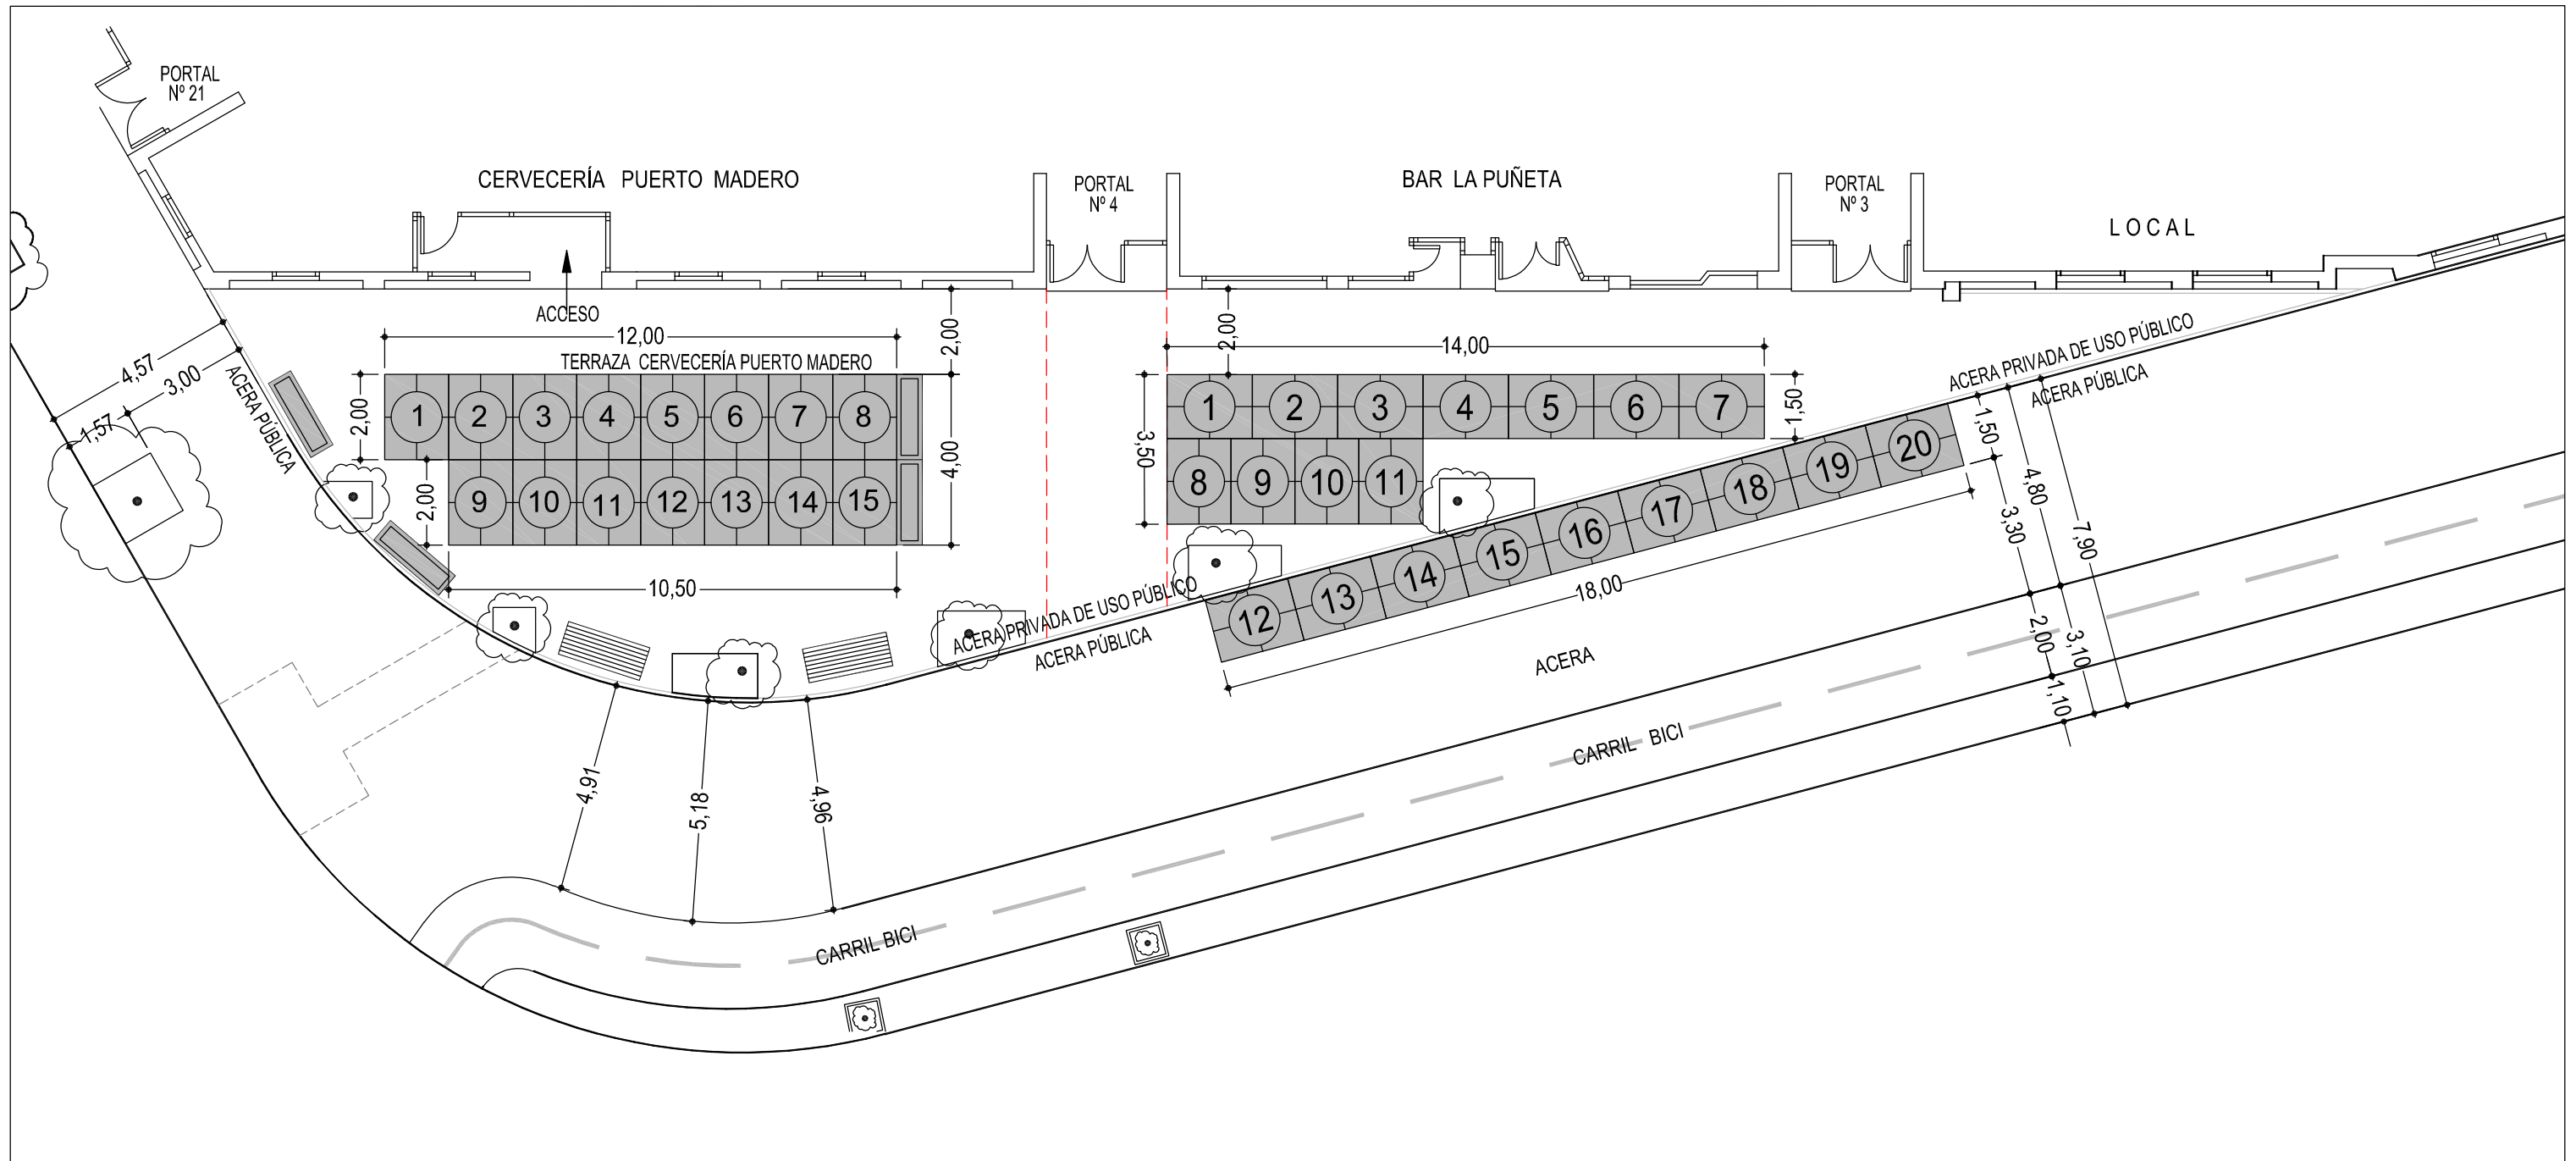 PORTAL
Nº 21
CERVECERÍA PUERTO MADERO
PORTAL
Nº 4
BAR LA PUÑETA
PORTAL
Nº 3
LOCAL
ACCESO
12,00
TERRAZA CERVECERÍA PUERTO MADERO
2,00
2,00
14,00
ACERA PRIVADA DE USO PÚBLICO
ACERA PÚBLICA
4,57
3,00
1,57
ACERA PÚBLICA
2,00
1 2 3 4 5 6 7 8
2,00
9 10 11 12 13 14 15
4,00
10,50
3,50
1 2 3 4 5 6 7
1,50
8 9 10 11
12 13 14 15 16 17 18 19 20
18,00
1,50
3,30
4,80
7,90
2,00
3,10
1,10
ACERA PRIVADA DE USO PÚBLICO
ACERA PÚBLICA
ACERA
4,91
5,18
4,96
CARRIL BICI
CARRIL BICI